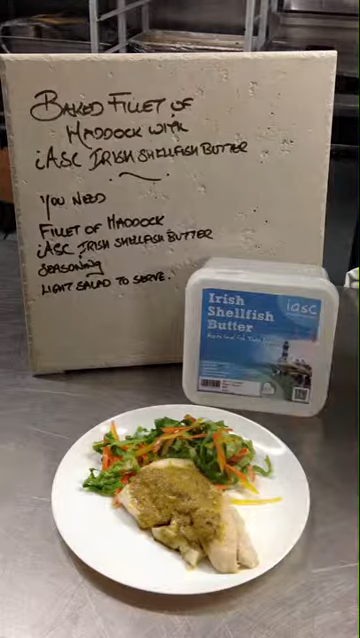 BAKED FILLET OF
HADDOCK WITH
iASC IRISH SHELLFISH BUTTER
YOU NEED
FILLET OF HADDOCK
iASC IRISH SHELLFISH BUTTER
SEASONING
LIGHT SALAD TO SERVE.
Irish
Shellfish
Butter
iasc